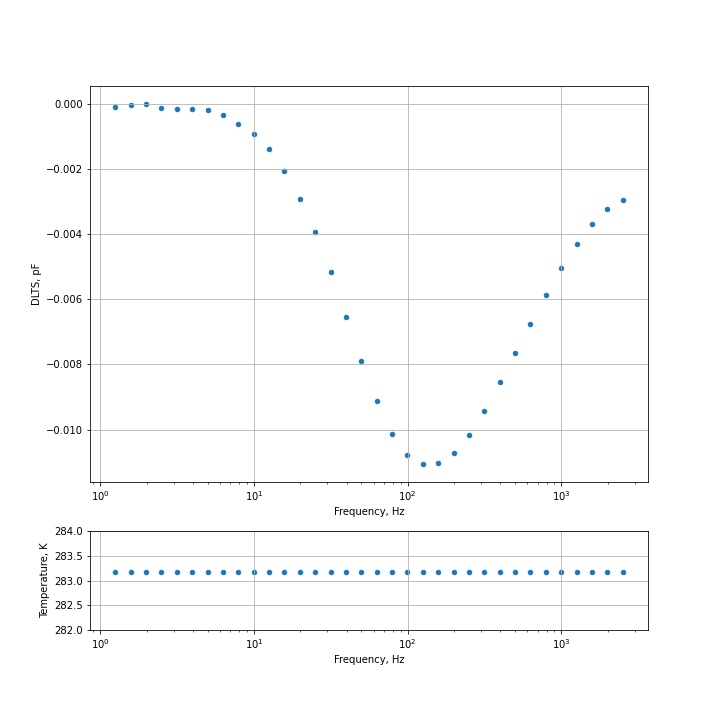 0.000
−0.002
−0.004
−0.006
−0.008
−0.010
DLTS, pF
10⁰ 10¹ 10² 10³
Frequency, Hz
284.0
283.5
283.0
282.5
282.0
Temperature, K
10⁰ 10¹ 10² 10³
Frequency, Hz